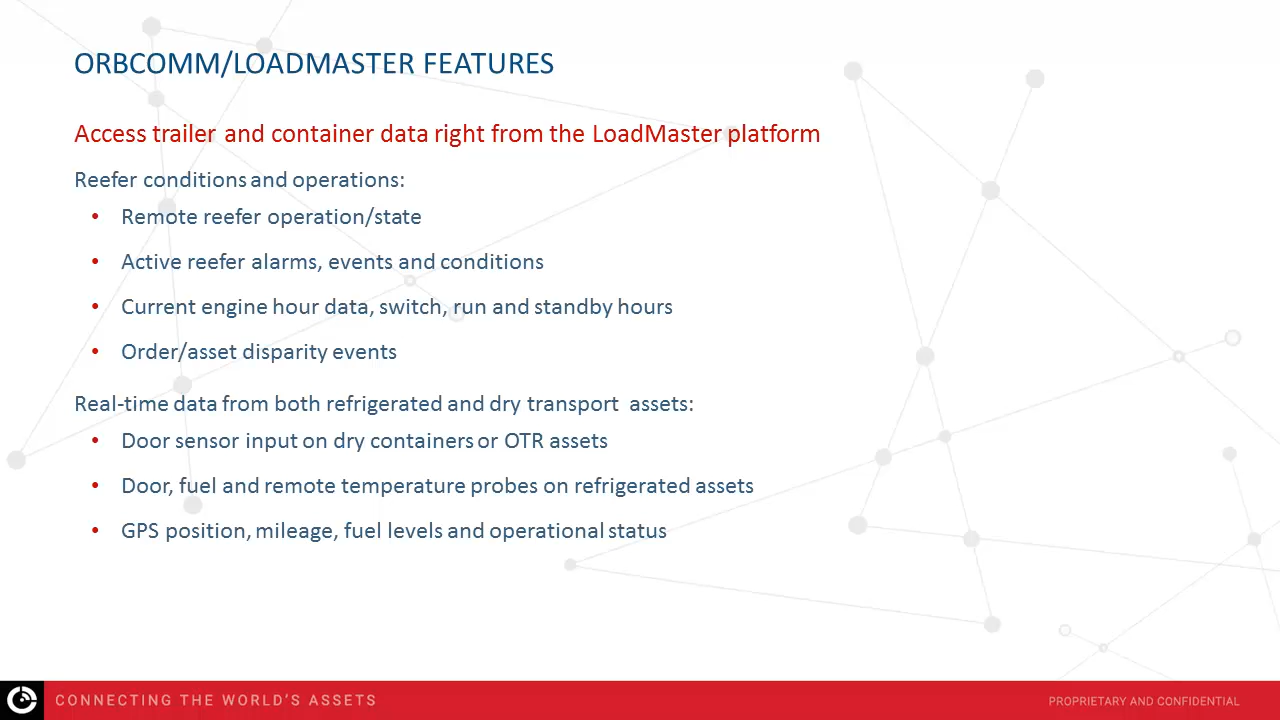 ORBCOMM/LOADMASTER FEATURES
Access trailer and container data right from the LoadMaster platform
Reefer conditions and operations:
• Remote reefer operation/state
• Active reefer alarms, events and conditions
• Current engine hour data, switch, run and standby hours
• Order/asset disparity events
Real-time data from both refrigerated and dry transport assets:
• Door sensor input on dry containers or OTR assets
• Door, fuel and remote temperature probes on refrigerated assets
• GPS position, mileage, fuel levels and operational status
CONNECTING THE WORLD'S ASSETS
PROPRIETARY AND CONFIDENTIAL